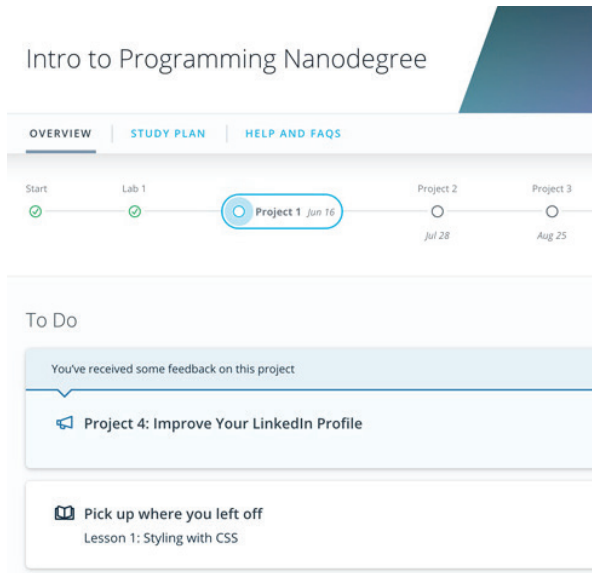 Intro to Programming Nanodegree
OVERVIEW STUDY PLAN HELP AND FAQS
Start Lab 1 Project 2 Project 3
Project 1 Jun 16
Jul 28 Aug 25
To Do
You've received some feedback on this project
Project 4: Improve Your LinkedIn Profile
Pick up where you left off
Lesson 1: Styling with CSS